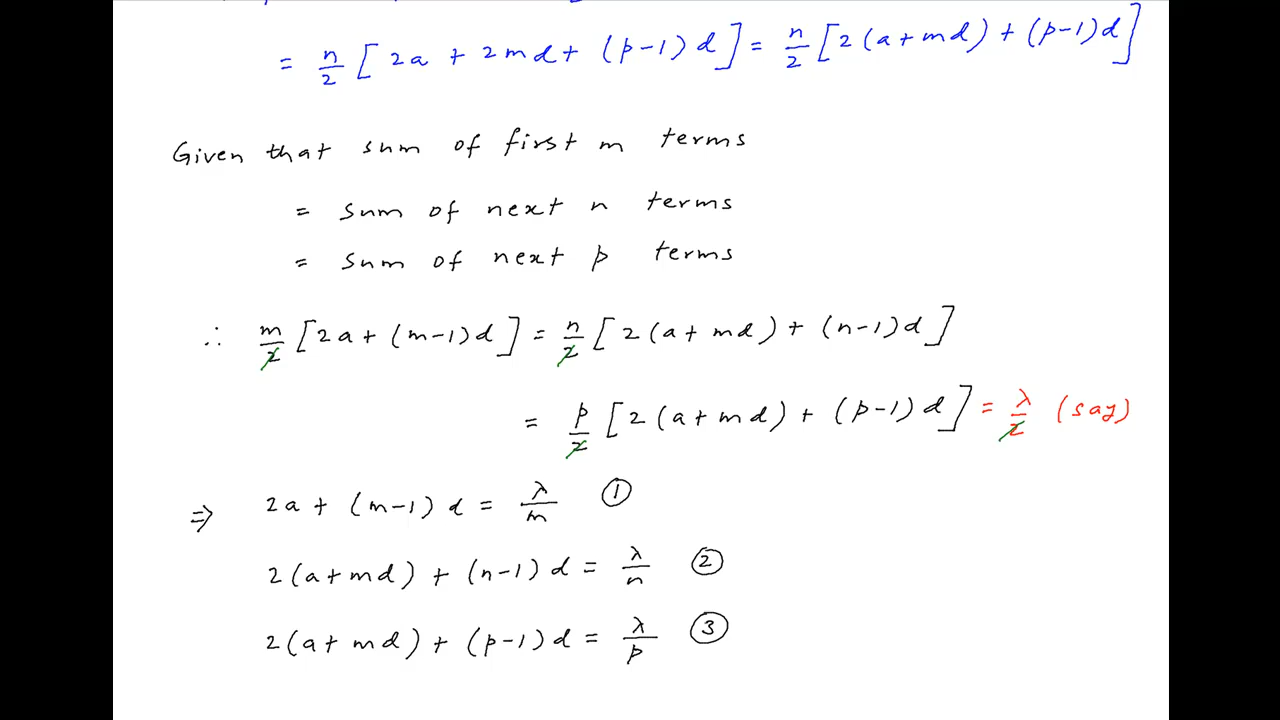 = n/2 [2a + 2md + (p-1)d] = n/2 [2(a+md) + (p-1)d]
Given that sum of first m terms
= sum of next n terms
= sum of next p terms
∴ m/2 [2a + (m-1)d] = n/2 [2(a+md) + (n-1)d]
= p/2 [2(a+md) + (p-1)d] = λ/2 (say)
⇒ 2a + (m-1)d = λ/m ①
2(a+md) + (n-1)d = λ/n ②
2(a+md) + (p-1)d = λ/p ③